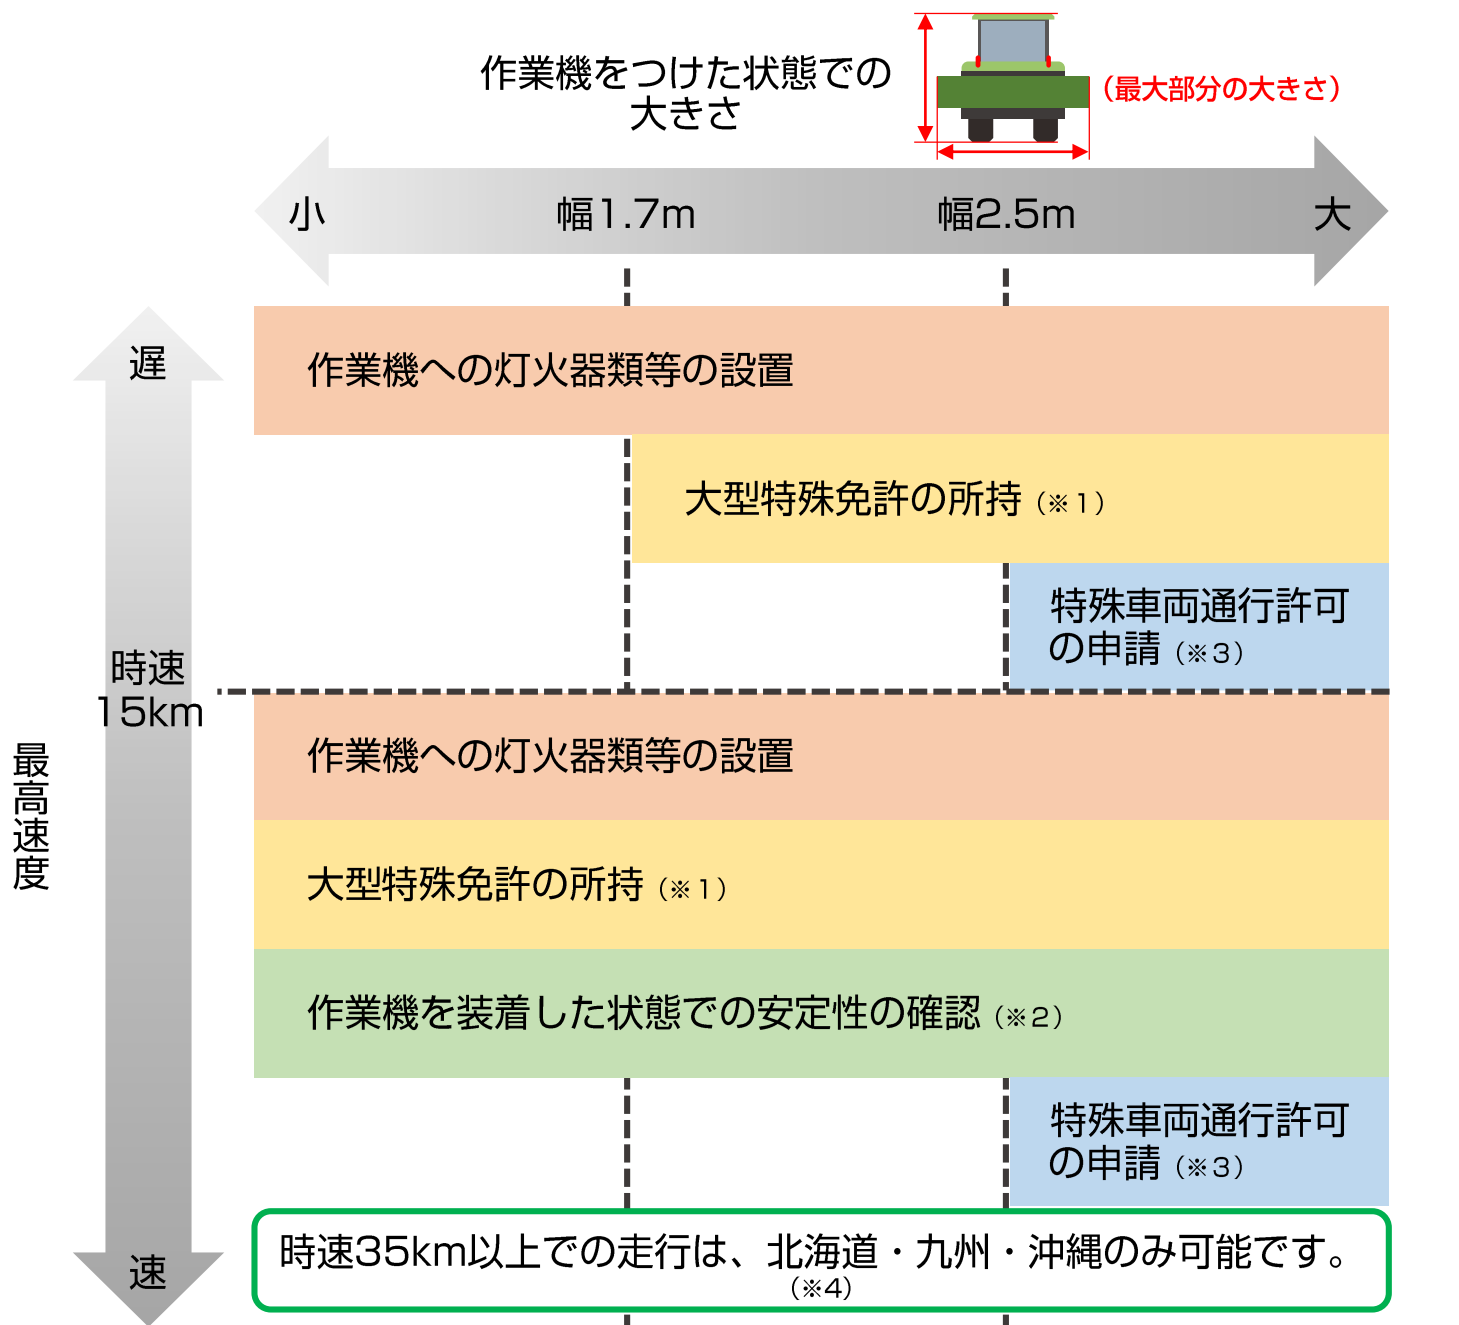 作業機をつけた状態での
大きさ
（最大部分の大きさ）
小
幅1.7m
幅2.5m
大
遅
作業機への灯火器類等の設置
大型特殊免許の所持（※１）
特殊車両通行許可
の申請（※３）
時速
15km
最高速度
作業機への灯火器類等の設置
大型特殊免許の所持（※１）
作業機を装着した状態での安定性の確認（※２）
特殊車両通行許可
の申請（※３）
速
時速35km以上での走行は、北海道・九州・沖縄のみ可能です。
（※4）